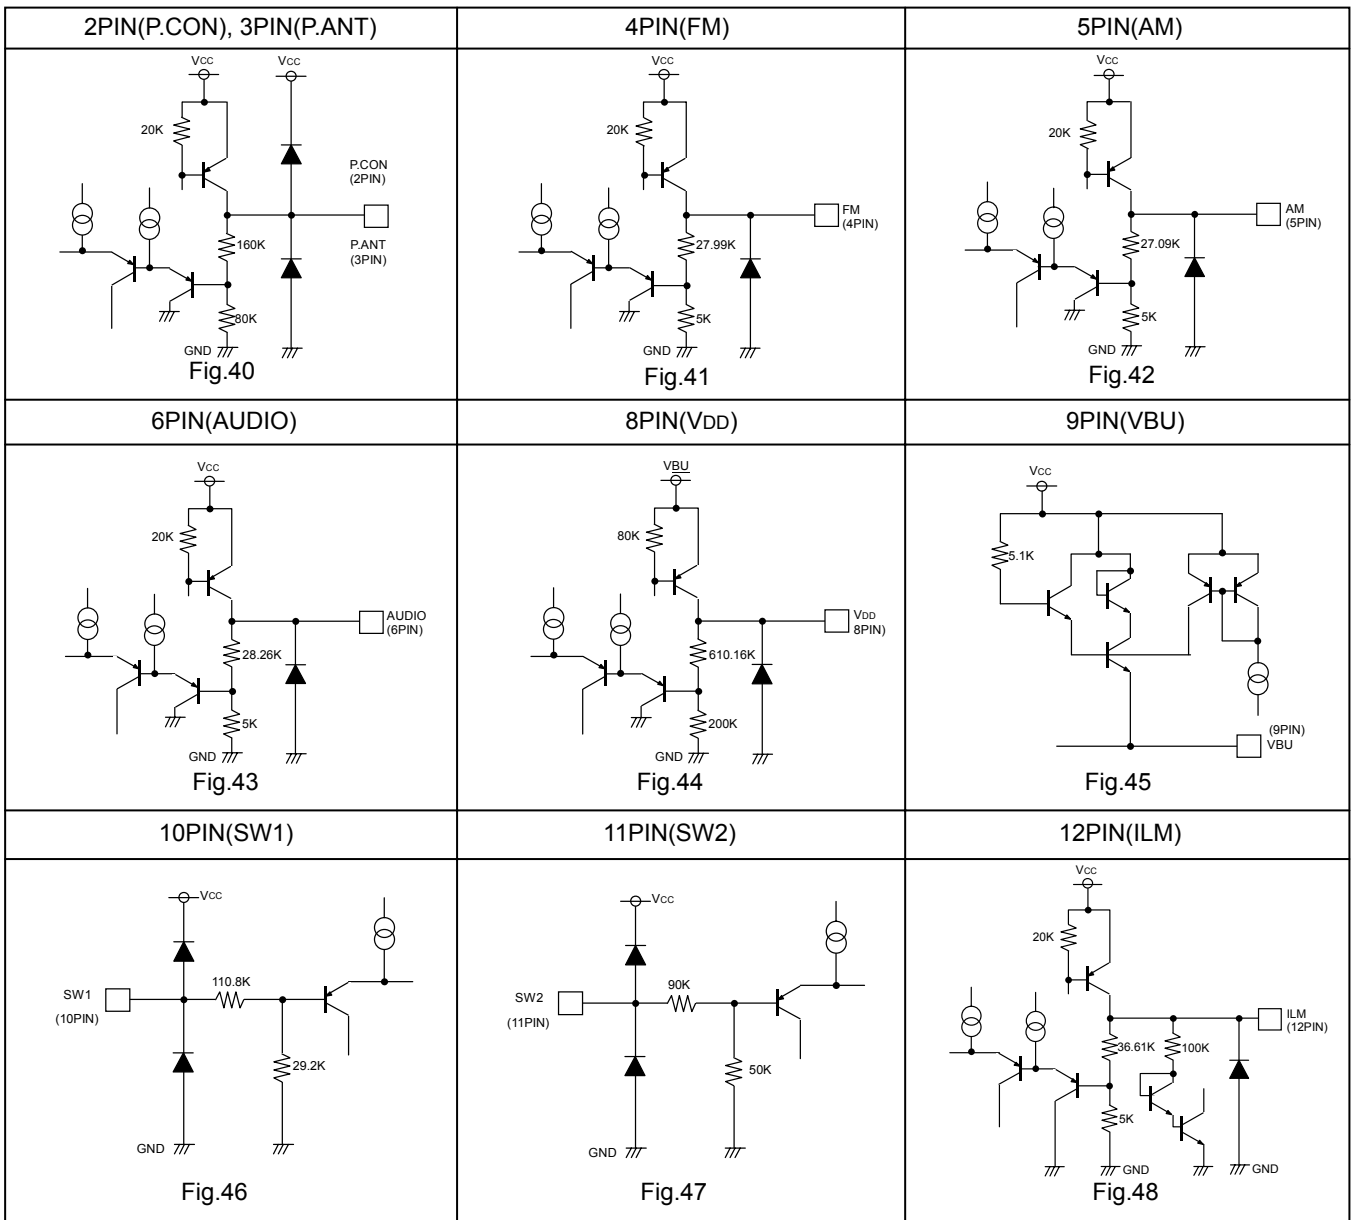 2PIN(P.CON), 3PIN(P.ANT)
4PIN(FM)
5PIN(AM)
Vcc
Vcc
20K
P.CON
(2PIN)
160K
P.ANT
(3PIN)
80K
GND
Fig.40
Vcc
20K
FM
(4PIN)
27.99K
5K
GND
Fig.41
Vcc
20K
AM
(5PIN)
27.09K
5K
GND
Fig.42
6PIN(AUDIO)
8PIN(VDD)
9PIN(VBU)
Vcc
20K
AUDIO
(6PIN)
28.26K
5K
GND
Fig.43
VBU
80K
VDD
8PIN)
610.16K
200K
GND
Fig.44
Vcc
5.1K
(9PIN)
VBU
Fig.45
10PIN(SW1)
11PIN(SW2)
12PIN(ILM)
Vcc
110.8K
SW1
(10PIN)
29.2K
GND
Fig.46
Vcc
90K
SW2
(11PIN)
50K
GND
Fig.47
Vcc
20K
ILM
(12PIN)
36.61K
100K
5K
GND
GND
Fig.48